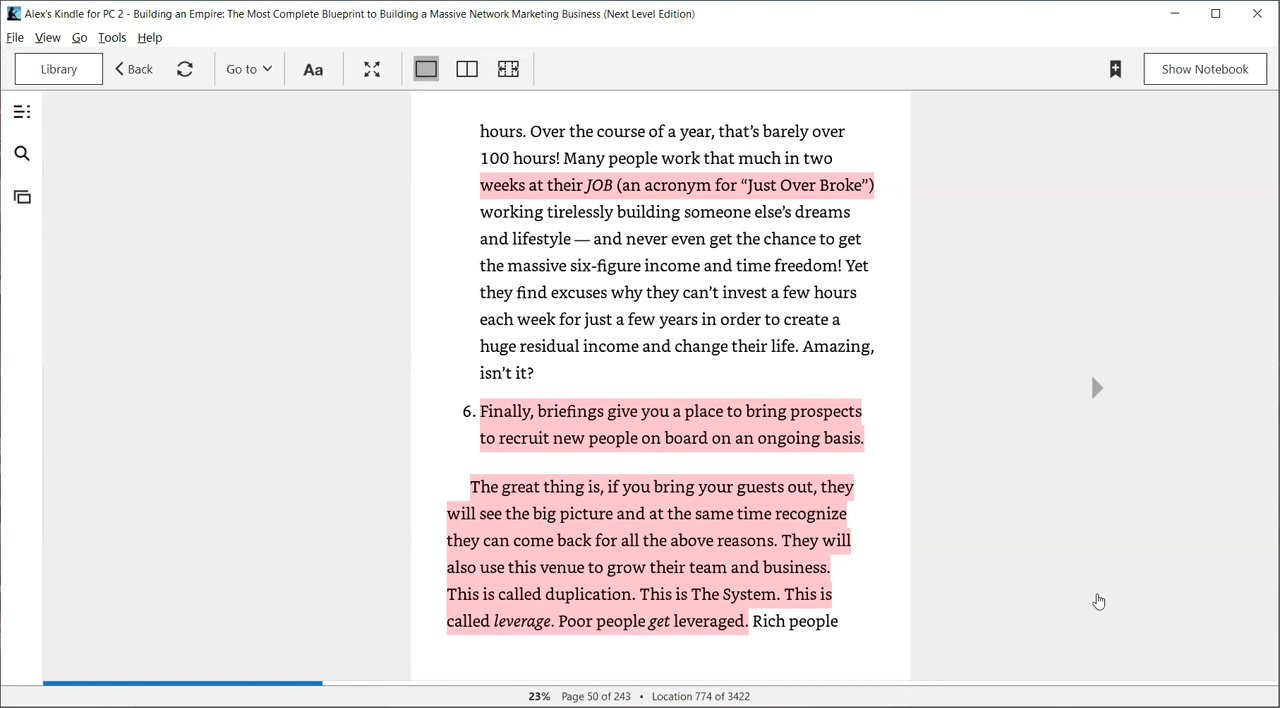 Alex's Kindle for PC 2 - Building an Empire: The Most Complete Blueprint to Building a Massive Network Marketing Business (Next Level Edition)
File View Go Tools Help
Library Back Go to Aa Show Notebook
hours. Over the course of a year, that's barely over
100 hours! Many people work that much in two
weeks at their JOB (an acronym for “Just Over Broke”)
working tirelessly building someone else's dreams
and lifestyle — and never even get the chance to get
the massive six-figure income and time freedom! Yet
they find excuses why they can't invest a few hours
each week for just a few years in order to create a
huge residual income and change their life. Amazing,
isn't it?
6. Finally, briefings give you a place to bring prospects
to recruit new people on board on an ongoing basis.
The great thing is, if you bring your guests out, they
will see the big picture and at the same time recognize
they can come back for all the above reasons. They will
also use this venue to grow their team and business.
This is called duplication. This is The System. This is
called leverage. Poor people get leveraged. Rich people
23% Page 50 of 243 • Location 774 of 3422